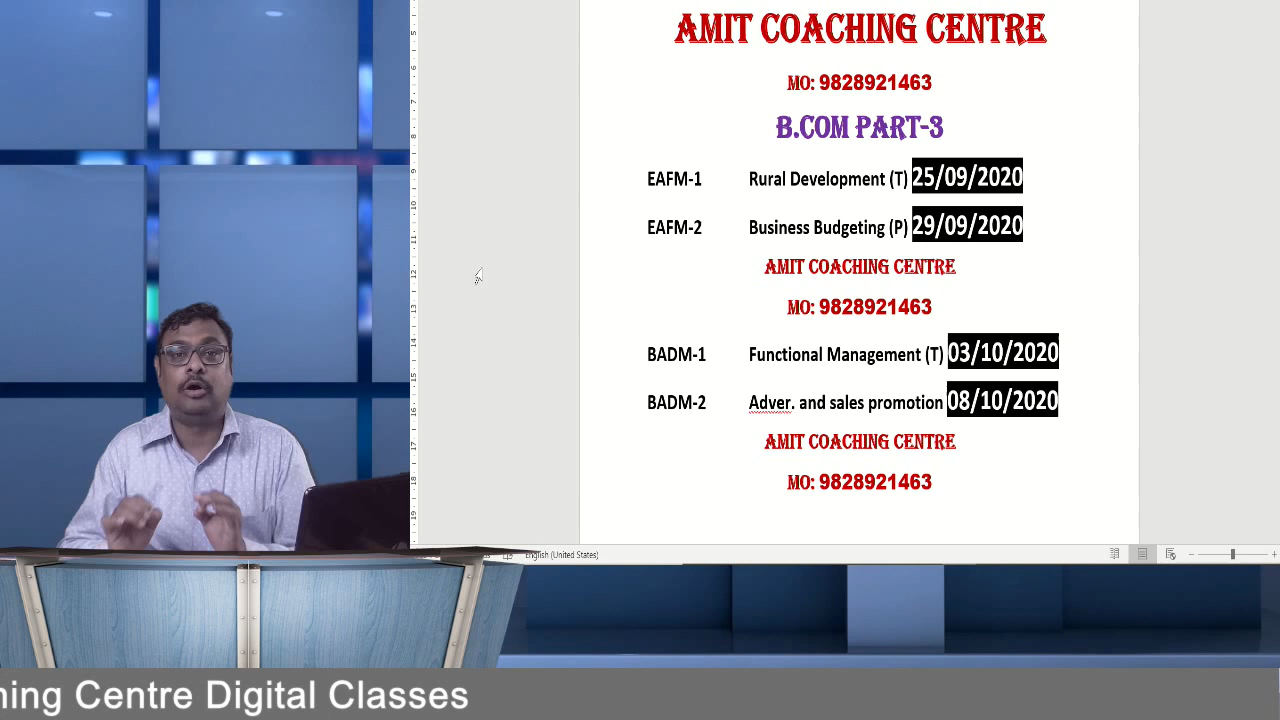 AMIT COACHING CENTRE
MO: 9828921463
B.COM PART-3
EAFM-1 Rural Development (T) 25/09/2020
EAFM-2 Business Budgeting (P) 29/09/2020
AMIT COACHING CENTRE
MO: 9828921463
BADM-1 Functional Management (T) 03/10/2020
BADM-2 Adver. and sales promotion 08/10/2020
AMIT COACHING CENTRE
MO: 9828921463
English (United States)
ning Centre Digital Classes